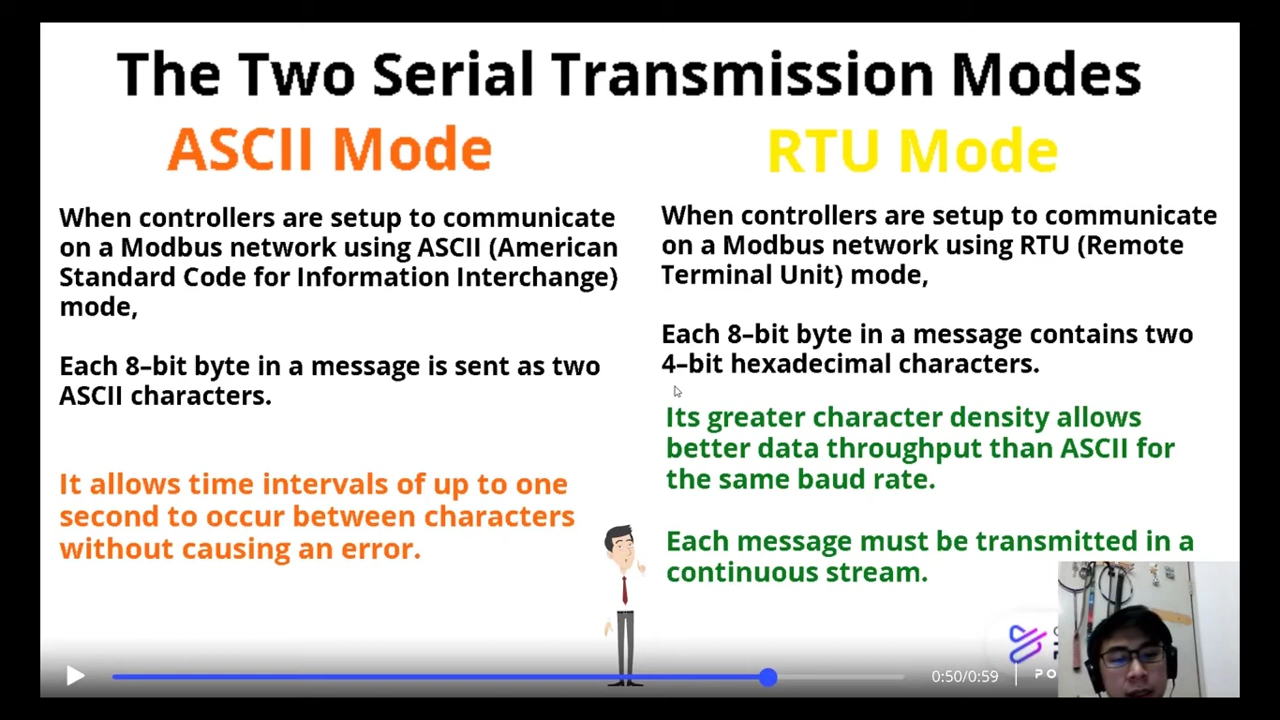 The Two Serial Transmission Modes
ASCII Mode
When controllers are setup to communicate
on a Modbus network using ASCII (American
Standard Code for Information Interchange)
mode,
Each 8–bit byte in a message is sent as two
ASCII characters.
It allows time intervals of up to one
second to occur between characters
without causing an error.
RTU Mode
When controllers are setup to communicate
on a Modbus network using RTU (Remote
Terminal Unit) mode,
Each 8–bit byte in a message contains two
4–bit hexadecimal characters.
Its greater character density allows
better data throughput than ASCII for
the same baud rate.
Each message must be transmitted in a
continuous stream.
0:50/0:59